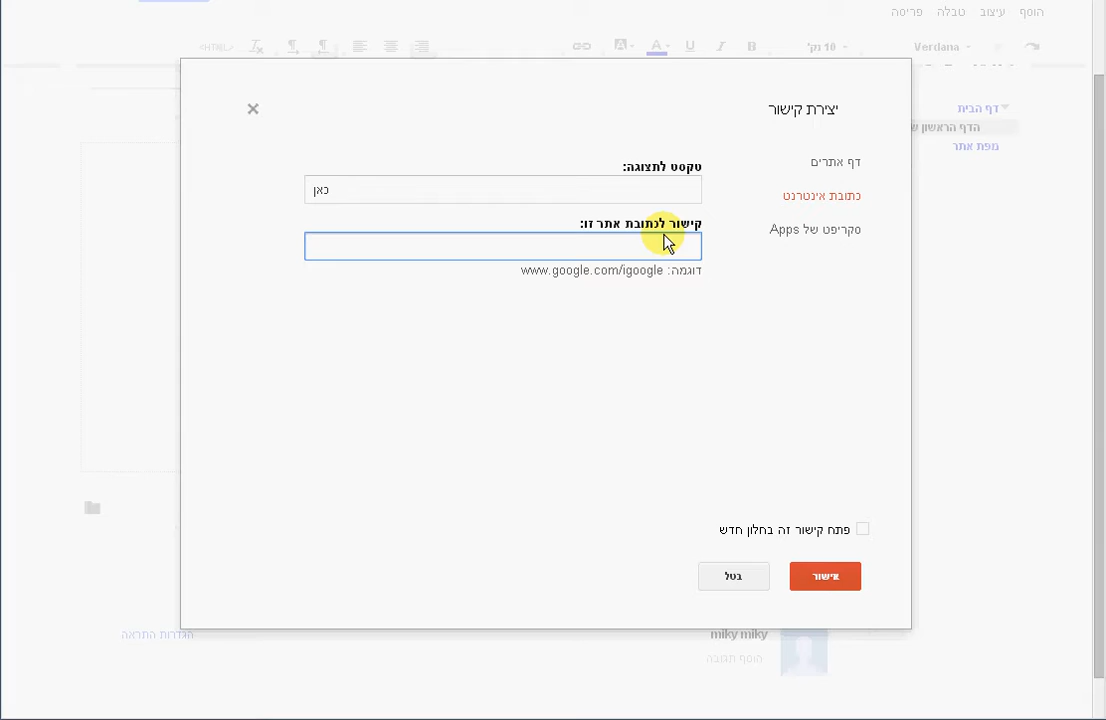 הוסף עיצוב טבלה פריסה
Verdana 10 נק' B I U A A <HTML>
יצירת קישור
דף הבית
הדף הראשון ש
מפת אתר
דף אתרים
כתובת אינטרנט
סקריפט של Apps
טקסט לתצוגה:
כאן
קישור לכתובת אתר זו:
דוגמה: www.google.com/igoogle
פתח קישור זה בחלון חדש
אישור
בטל
miky miky
הוסף תגובה
הגדרות התראה